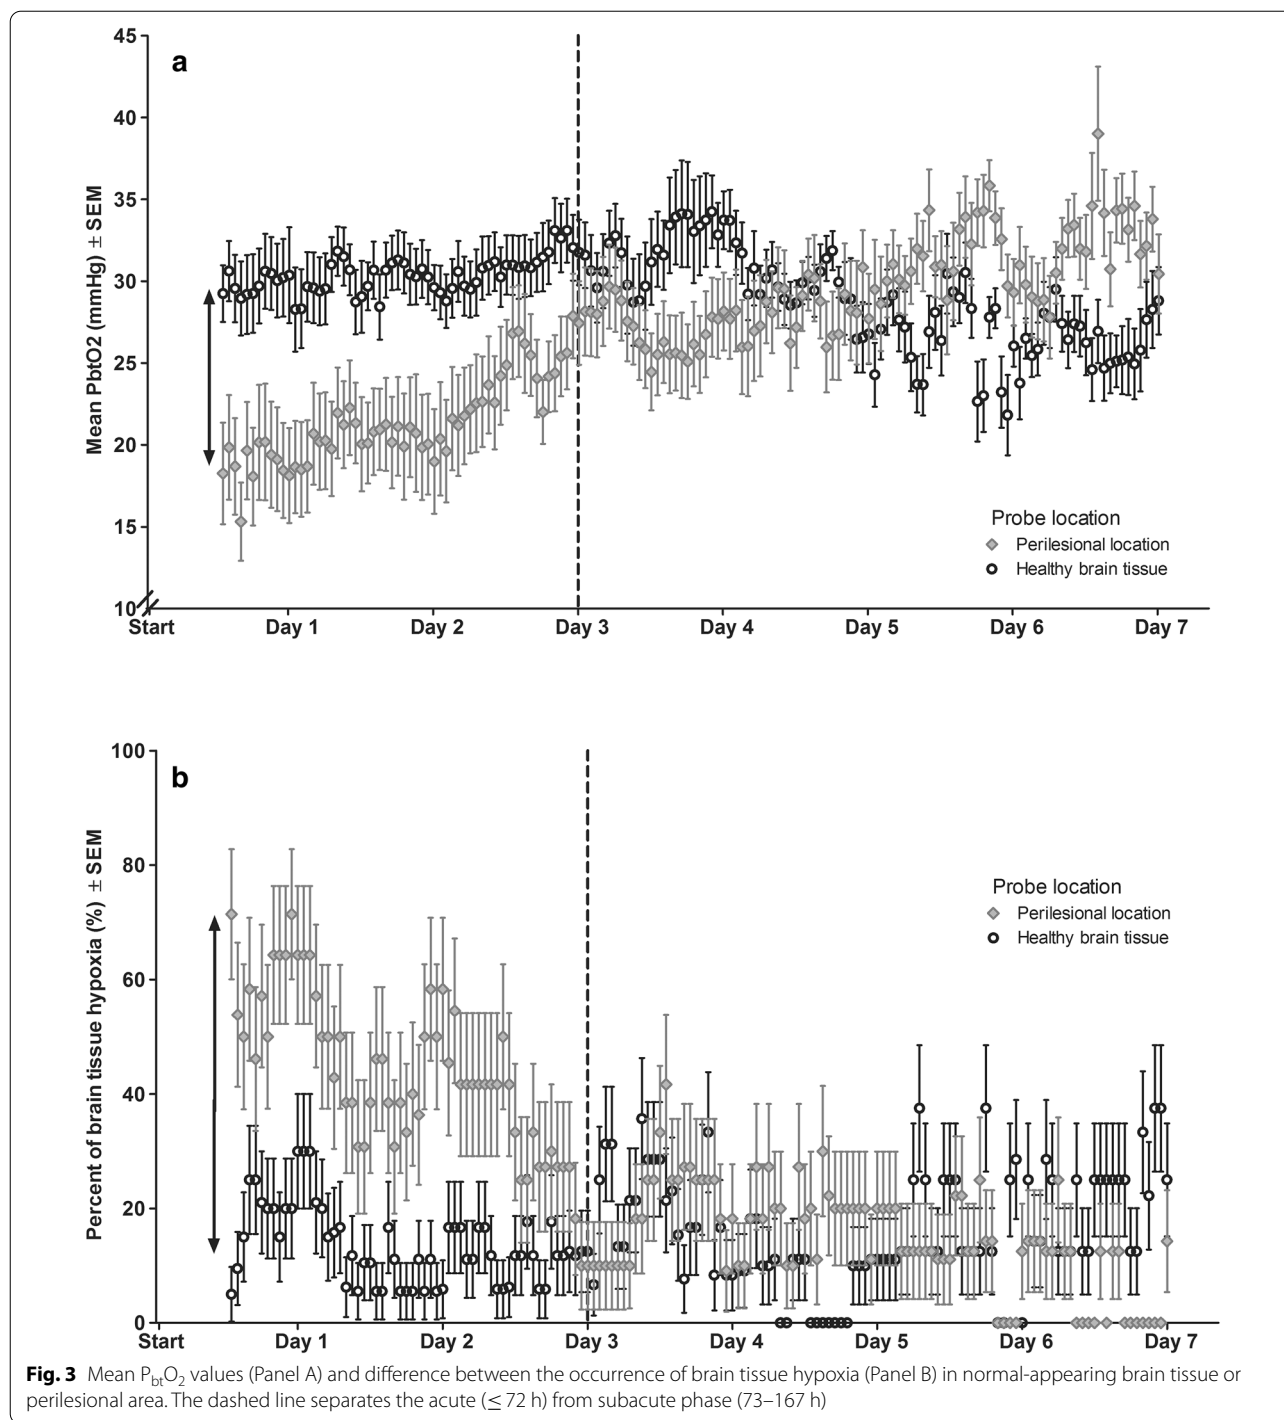 a
Mean PbtO2 (mmHg) ± SEM
45
40
35
30
25
20
15
10
Probe location
Perilesional location
Healthy brain tissue
Start Day 1 Day 2 Day 3 Day 4 Day 5 Day 6 Day 7
b
Percent of brain tissue hypoxia (%) ± SEM
100
80
60
40
20
0
Probe location
Perilesional location
Healthy brain tissue
Start Day 1 Day 2 Day 3 Day 4 Day 5 Day 6 Day 7
Fig. 3 Mean PbtO2 values (Panel A) and difference between the occurrence of brain tissue hypoxia (Panel B) in normal-appearing brain tissue or
perilesional area. The dashed line separates the acute (≤ 72 h) from subacute phase (73–167 h)